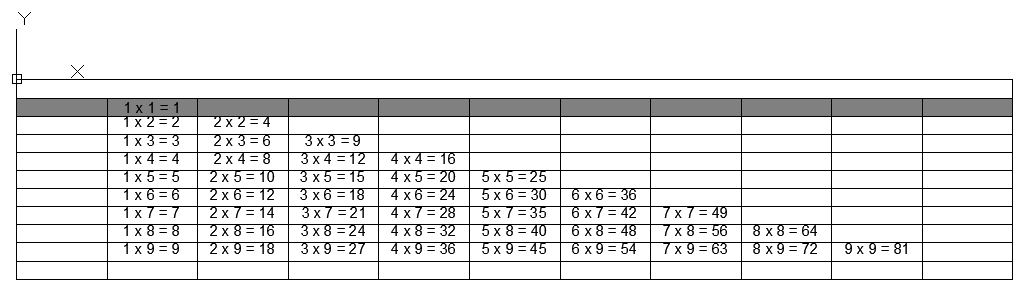 Y
X
1 x 1 = 1
1 x 2 = 2 2 x 2 = 4
1 x 3 = 3 2 x 3 = 6 3 x 3 = 9
1 x 4 = 4 2 x 4 = 8 3 x 4 = 12 4 x 4 = 16
1 x 5 = 5 2 x 5 = 10 3 x 5 = 15 4 x 5 = 20 5 x 5 = 25
1 x 6 = 6 2 x 6 = 12 3 x 6 = 18 4 x 6 = 24 5 x 6 = 30 6 x 6 = 36
1 x 7 = 7 2 x 7 = 14 3 x 7 = 21 4 x 7 = 28 5 x 7 = 35 6 x 7 = 42 7 x 7 = 49
1 x 8 = 8 2 x 8 = 16 3 x 8 = 24 4 x 8 = 32 5 x 8 = 40 6 x 8 = 48 7 x 8 = 56 8 x 8 = 64
1 x 9 = 9 2 x 9 = 18 3 x 9 = 27 4 x 9 = 36 5 x 9 = 45 6 x 9 = 54 7 x 9 = 63 8 x 9 = 72 9 x 9 = 81